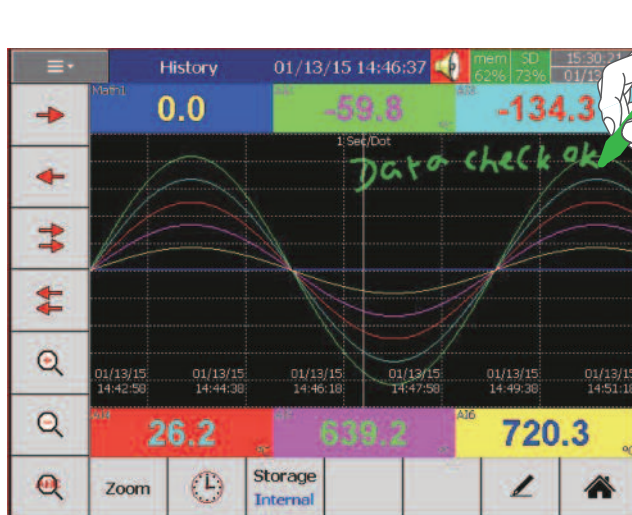 History 01/13/15 14:46:37 mem SD 15:30:21
62% 73% 01/13
Math1
0.0 -59.8 -134.3
1 Sec/Dot
Data check ok
01/13/15 01/13/15 01/13/15 01/13/15 01/13/15 01/13/15
14:42:58 14:44:38 14:46:18 14:47:58 14:49:38 14:51:18
AI6
26.2 639.2 720.3
Zoom Storage
Internal